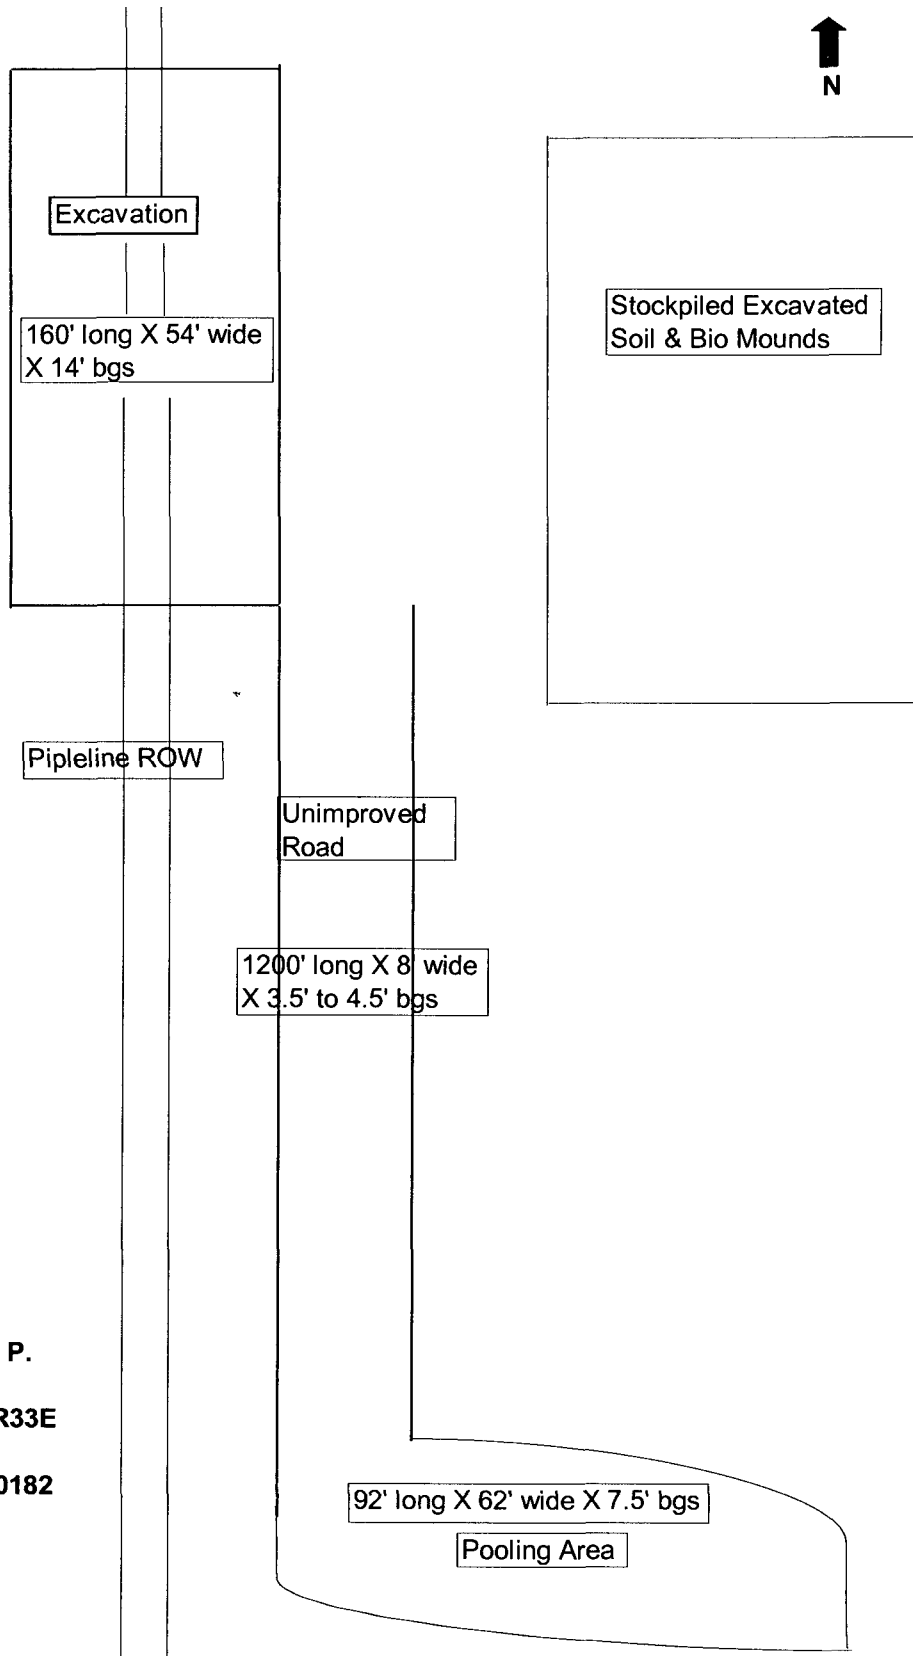 N
Excavation
160' long X 54' wide
X 14' bgs
Stockpiled Excavated
Soil & Bio Mounds
Pipleline ROW
Unimproved
Road
1200' long X 8' wide
X 3.5' to 4.5' bgs
P.
R33E
0182
92' long X 62' wide X 7.5' bgs
Pooling Area